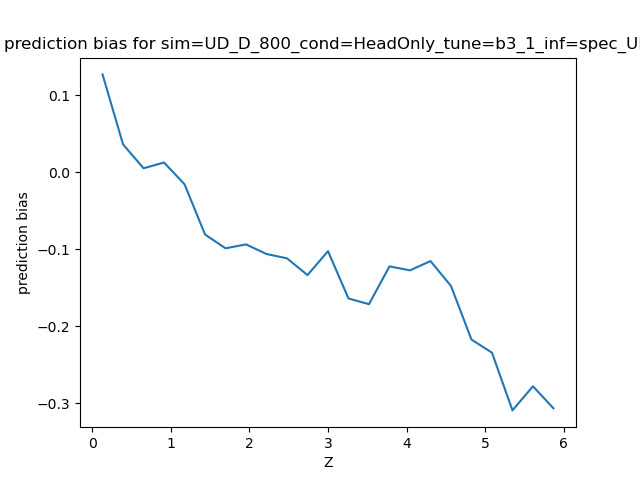 prediction bias for sim=UD_D_800_cond=HeadOnly_tune=b3_1_inf=spec_U
0.1
0.0
−0.1
−0.2
−0.3
prediction bias
0 1 2 3 4 5 6
Z